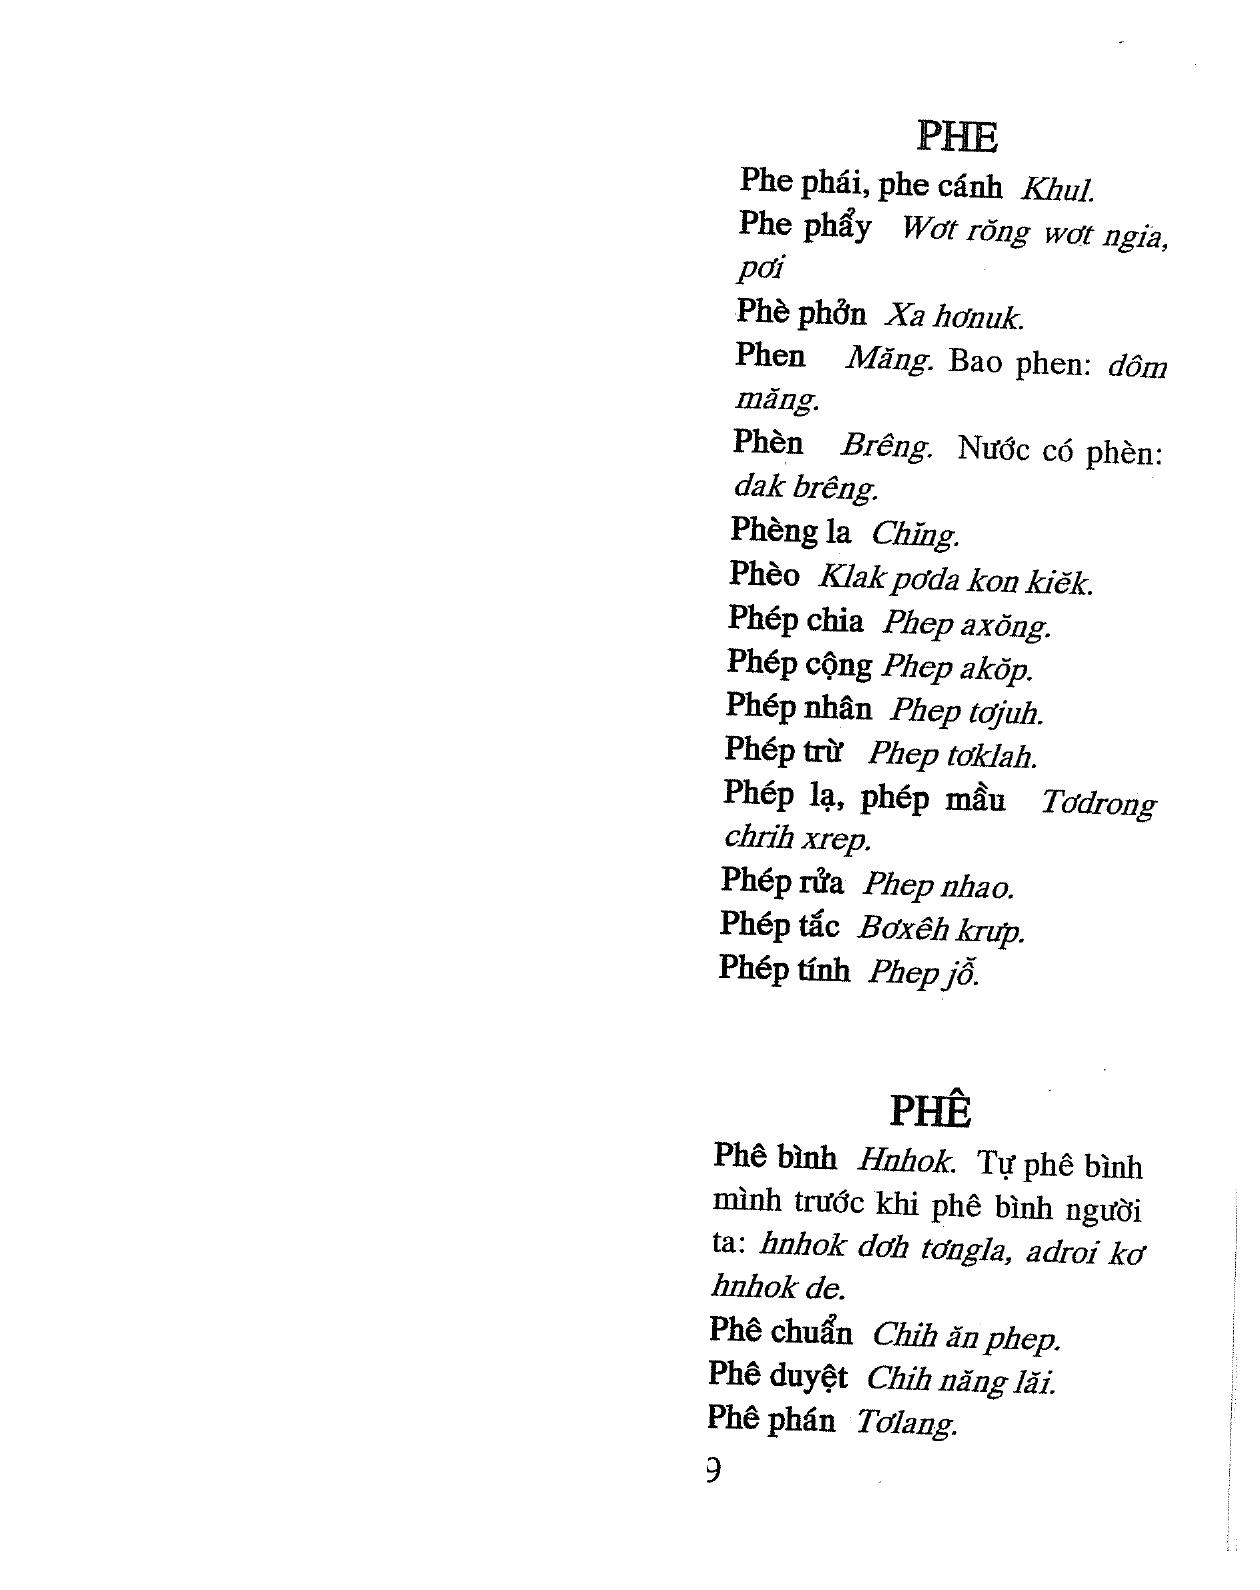 PHE
Phe phái, phe cánh Khul.
Phe phẩy Wơt rŏng wơt ngia,
pơi
Phè phởn Xa hơnuk.
Phen Măng. Bao phen: dôm
măng.
Phèn Brêng. Nước có phèn:
dak brêng.
Phèng la Chĭng.
Phèo Klak pơda kon kiĕk.
Phép chia Phep axŏng.
Phép cộng Phep akŏp.
Phép nhân Phep tơjuh.
Phép trừ Phep tơklah.
Phép lạ, phép mầu Tơdrong
chrih xrep.
Phép rửa Phep nhao.
Phép tắc Bơxêh krưp.
Phép tính Phep jỗ.
PHÊ
Phê bình Hnhok. Tự phê bình
mình trước khi phê bình người
ta: hnhok dơh tơngla, adroi kơ
hnhok de.
Phê chuẩn Chih ăn phep.
Phê duyệt Chih năng lăi.
Phê phán Tơlang.
9